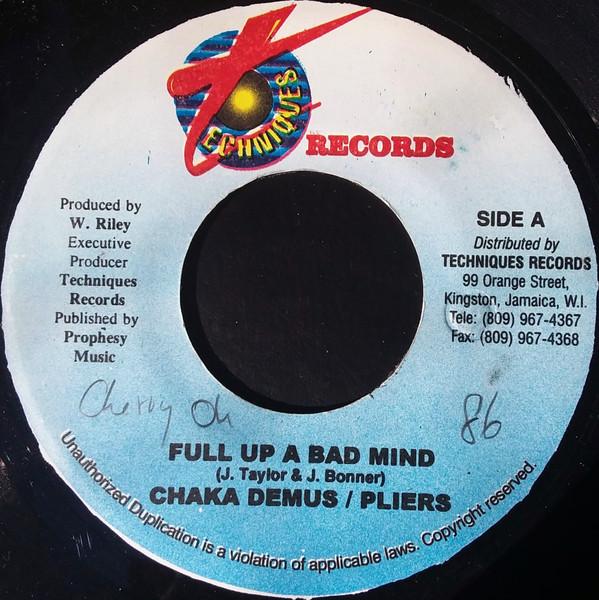 TECHNIQUES
RECORDS
Produced by
W. Riley
Executive
Producer
Techniques
Records
Published by
Prophesy
Music
SIDE A
Distributed by
TECHNIQUES RECORDS
99 Orange Street,
Kingston, Jamaica, W.I.
Tele: (809) 967-4367
Fax: (809) 967-4368
Cherry Oh
86
FULL UP A BAD MIND
(J. Taylor & J. Bonner)
CHAKA DEMUS / PLIERS
Unauthorized Duplication is a violation of applicable laws. Copyright reserved.